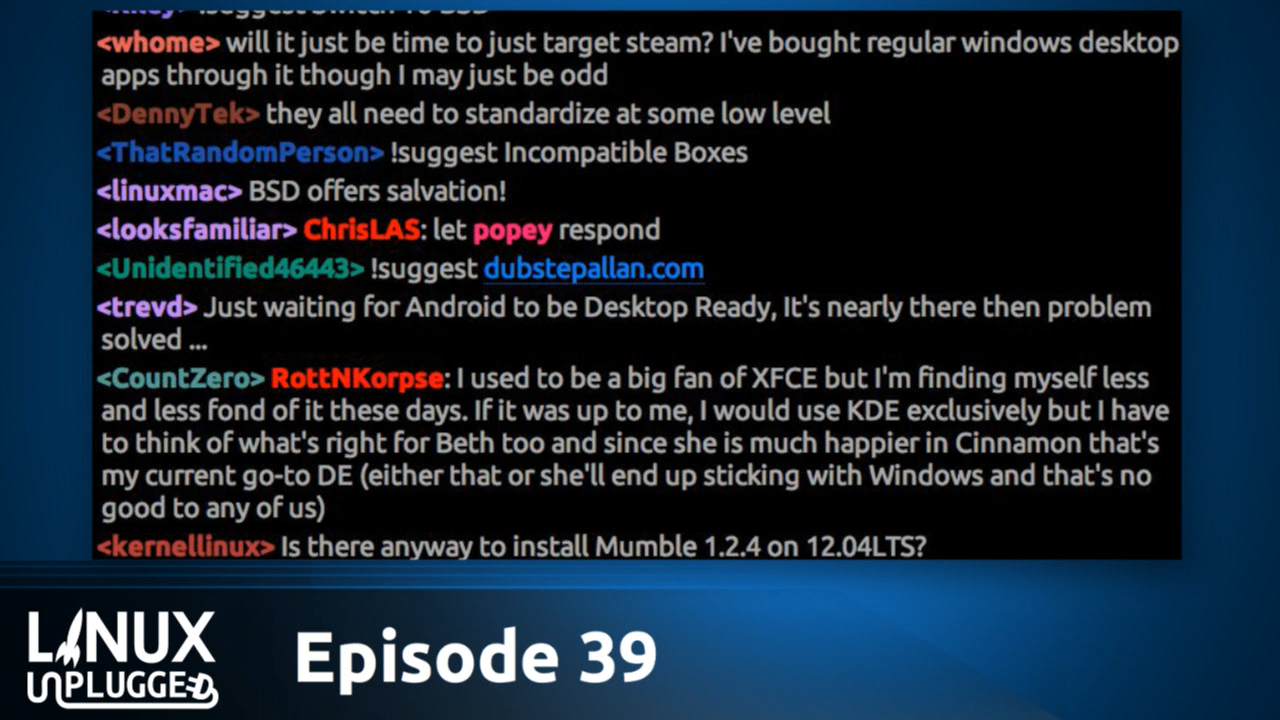 !suggest Switch To BSD
<whome> will it just be time to just target steam? I've bought regular windows desktop
apps through it though I may just be odd
<DennyTek> they all need to standardize at some low level
<ThatRandomPerson> !suggest Incompatible Boxes
<linuxmac> BSD offers salvation!
<looksfamiliar> ChrisLAS: let popey respond
<Unidentified46443> !suggest dubstepallan.com
<trevd> Just waiting for Android to be Desktop Ready, It's nearly there then problem
solved ...
<CountZero> RottNKorpse: I used to be a big fan of XFCE but I'm finding myself less
and less fond of it these days. If it was up to me, I would use KDE exclusively but I have
to think of what's right for Beth too and since she is much happier in Cinnamon that's
my current go-to DE (either that or she'll end up sticking with Windows and that's no
good to any of us)
<kernellinux> Is there anyway to install Mumble 1.2.4 on 12.04LTS?
LINUX
UNPLUGGED
Episode 39